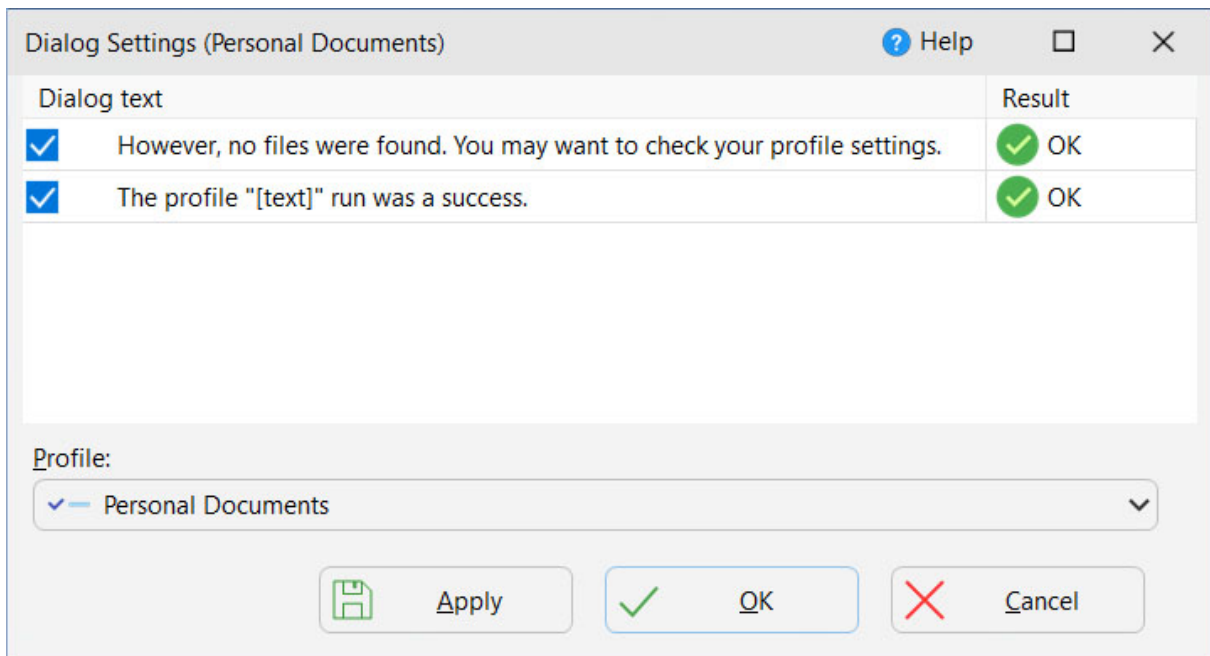 Dialog Settings (Personal Documents) Help
Dialog text Result
However, no files were found. You may want to check your profile settings. OK
The profile "[text]" run was a success. OK
Profile:
Personal Documents
Apply OK Cancel